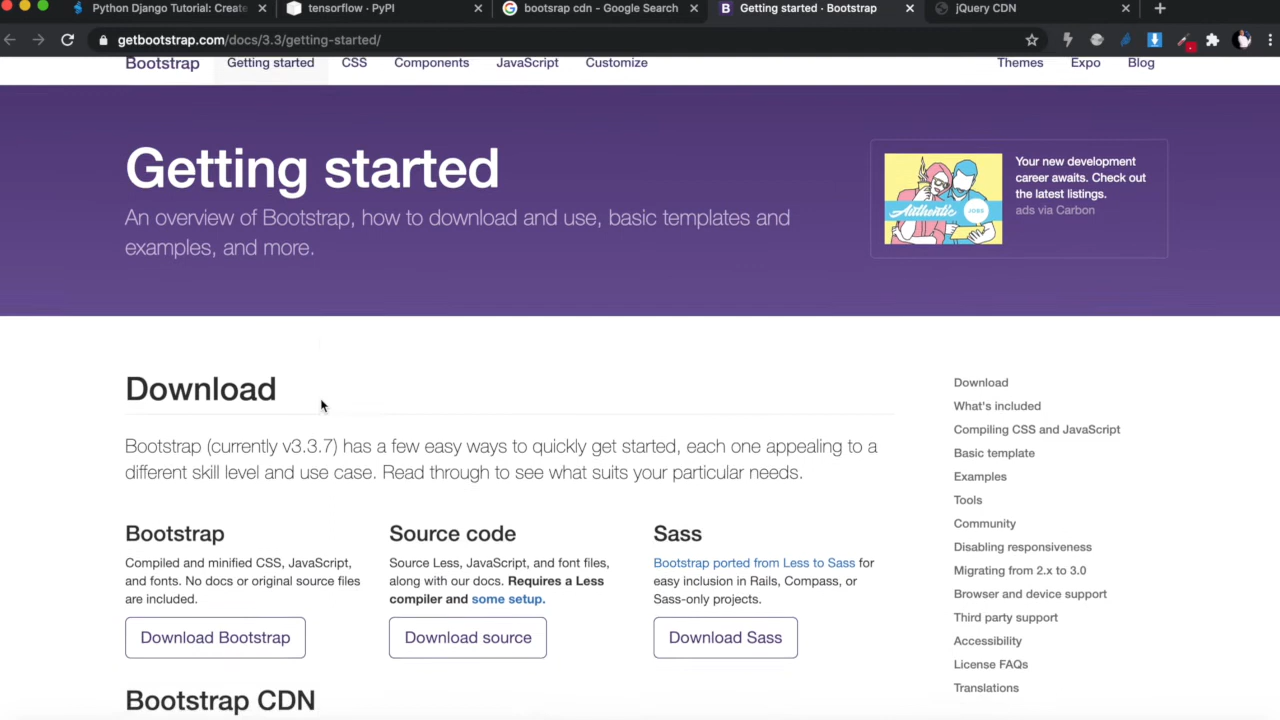 Python Django Tutorial: Create
tensorflow · PyPI
bootsrap cdn - Google Search
Getting started · Bootstrap
jQuery CDN
getbootstrap.com/docs/3.3/getting-started/
Bootstrap
Getting started
CSS
Components
JavaScript
Customize
Themes
Expo
Blog
Getting started
An overview of Bootstrap, how to download and use, basic templates and
examples, and more.
Authentic
JOBS
Your new development
career awaits. Check out
the latest listings.
ads via Carbon
Download
Bootstrap (currently v3.3.7) has a few easy ways to quickly get started, each one appealing to a
different skill level and use case. Read through to see what suits your particular needs.
Bootstrap
Compiled and minified CSS, JavaScript,
and fonts. No docs or original source files
are included.
Download Bootstrap
Source code
Source Less, JavaScript, and font files,
along with our docs. Requires a Less
compiler and some setup.
Download source
Sass
Bootstrap ported from Less to Sass for
easy inclusion in Rails, Compass, or
Sass-only projects.
Download Sass
Bootstrap CDN
Download
What's included
Compiling CSS and JavaScript
Basic template
Examples
Tools
Community
Disabling responsiveness
Migrating from 2.x to 3.0
Browser and device support
Third party support
Accessibility
License FAQs
Translations